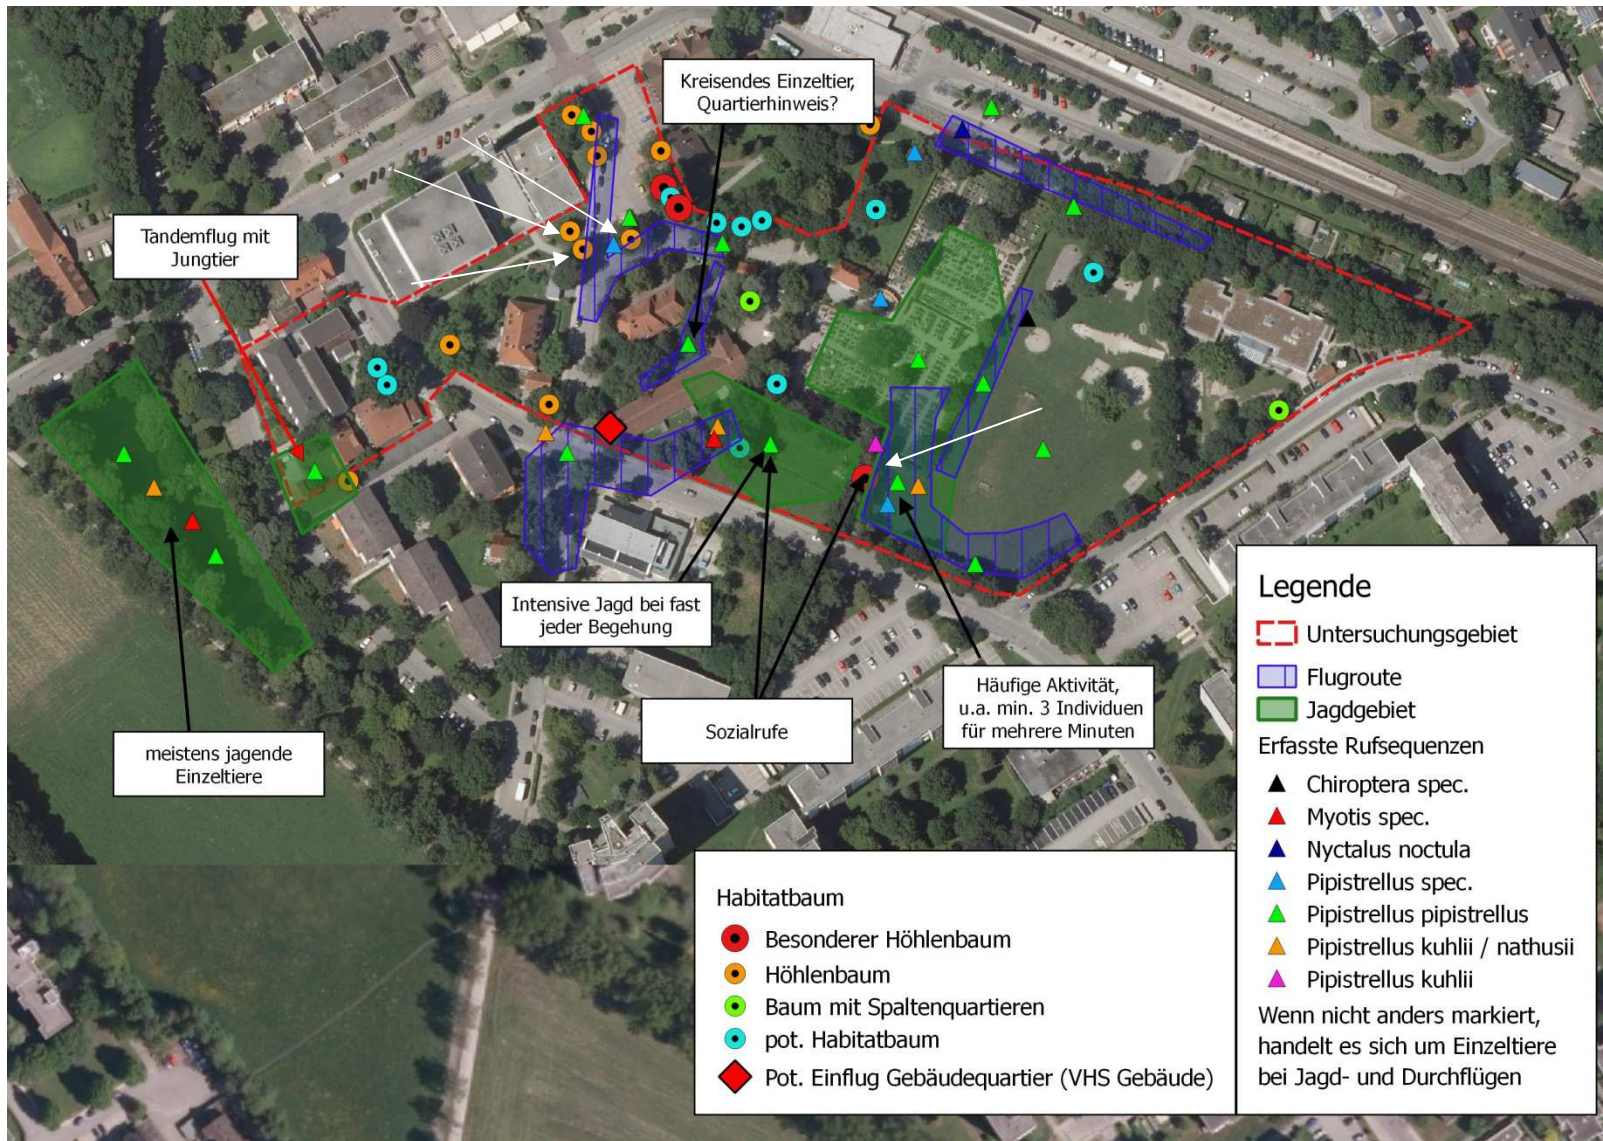 Kreisendes Einzeltier,
Quartierhinweis?
Tandemflug mit
Jungtier
Intensive Jagd bei fast
jeder Begehung
Häufige Aktivität,
u.a. min. 3 Individuen
für mehrere Minuten
Sozialrufe
meistens jagende
Einzeltiere
Legende
Untersuchungsgebiet
Flugroute
Jagdgebiet
Erfasste Rufsequenzen
Chiroptera spec.
Myotis spec.
Nyctalus noctula
Pipistrellus spec.
Pipistrellus pipistrellus
Pipistrellus kuhlii / nathusii
Pipistrellus kuhlii
Wenn nicht anders markiert,
handelt es sich um Einzeltiere
bei Jagd- und Durchflügen
Habitatbaum
Besonderer Höhlenbaum
Höhlenbaum
Baum mit Spaltenquartieren
pot. Habitatbaum
Pot. Einflug Gebäudequartier (VHS Gebäude)